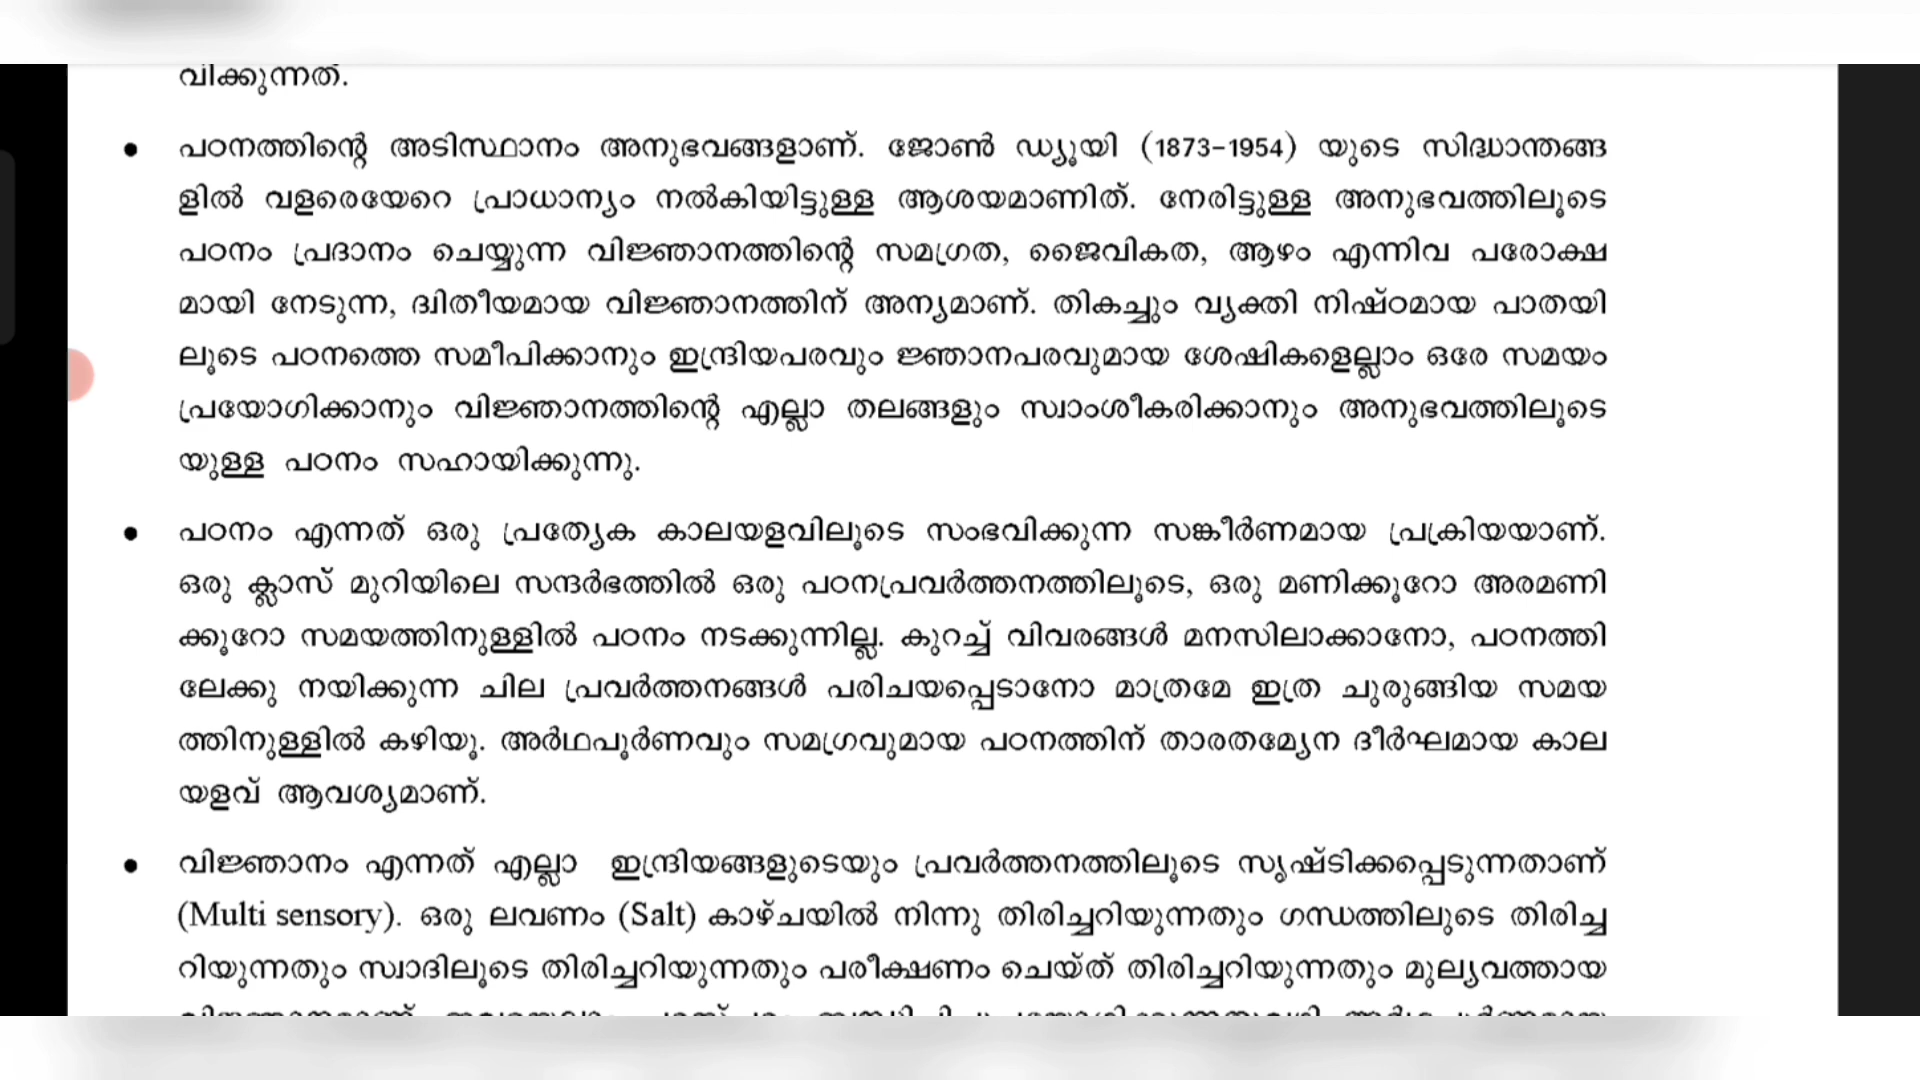 വിക്കുന്നത്.
• പഠനത്തിന്റെ അടിസ്ഥാനം അനുഭവങ്ങളാണ്. ജോൺ ഡ്യൂയി (1873-1954) യുടെ സിദ്ധാന്തങ്ങ
ളിൽ വളരെയേറെ പ്രാധാന്യം നൽകിയിട്ടുള്ള ആശയമാണിത്. നേരിട്ടുള്ള അനുഭവത്തിലൂടെ
പഠനം പ്രദാനം ചെയ്യുന്ന വിജ്ഞാനത്തിന്റെ സമഗ്രത, ജൈവികത, ആഴം എന്നിവ പരോക്ഷ
മായി നേടുന്ന, ദ്വിതീയമായ വിജ്ഞാനത്തിന് അന്യമാണ്. തികച്ചും വ്യക്തി നിഷ്ഠമായ പാതയി
ലൂടെ പഠനത്തെ സമീപിക്കാനും ഇന്ദ്രിയപരവും ജ്ഞാനപരവുമായ ശേഷികളെല്ലാം ഒരേ സമയം
പ്രയോഗിക്കാനും വിജ്ഞാനത്തിന്റെ എല്ലാ തലങ്ങളും സ്വാംശീകരിക്കാനും അനുഭവത്തിലൂടെ
യുള്ള പഠനം സഹായിക്കുന്നു.
• പഠനം എന്നത് ഒരു പ്രത്യേക കാലയളവിലൂടെ സംഭവിക്കുന്ന സങ്കീർണമായ പ്രക്രിയയാണ്.
ഒരു ക്ലാസ് മുറിയിലെ സന്ദർഭത്തിൽ ഒരു പഠനപ്രവർത്തനത്തിലൂടെ, ഒരു മണിക്കൂറോ അരമണി
ക്കൂറോ സമയത്തിനുള്ളിൽ പഠനം നടക്കുന്നില്ല. കുറച്ച് വിവരങ്ങൾ മനസിലാക്കാനോ, പഠനത്തി
ലേക്കു നയിക്കുന്ന ചില പ്രവർത്തനങ്ങൾ പരിചയപ്പെടാനോ മാത്രമേ ഇത്ര ചുരുങ്ങിയ സമയ
ത്തിനുള്ളിൽ കഴിയൂ. അർഥപൂർണവും സമഗ്രവുമായ പഠനത്തിന് താരതമ്യേന ദീർഘമായ കാല
യളവ് ആവശ്യമാണ്.
• വിജ്ഞാനം എന്നത് എല്ലാ ഇന്ദ്രിയങ്ങളുടെയും പ്രവർത്തനത്തിലൂടെ സൃഷ്ടിക്കപ്പെടുന്നതാണ്
(Multi sensory). ഒരു ലവണം (Salt) കാഴ്ചയിൽ നിന്നു തിരിച്ചറിയുന്നതും ഗന്ധത്തിലൂടെ തിരിച്ച
റിയുന്നതും സ്വാദിലൂടെ തിരിച്ചറിയുന്നതും പരീക്ഷണം ചെയ്ത് തിരിച്ചറിയുന്നതും മൂല്യവത്തായ